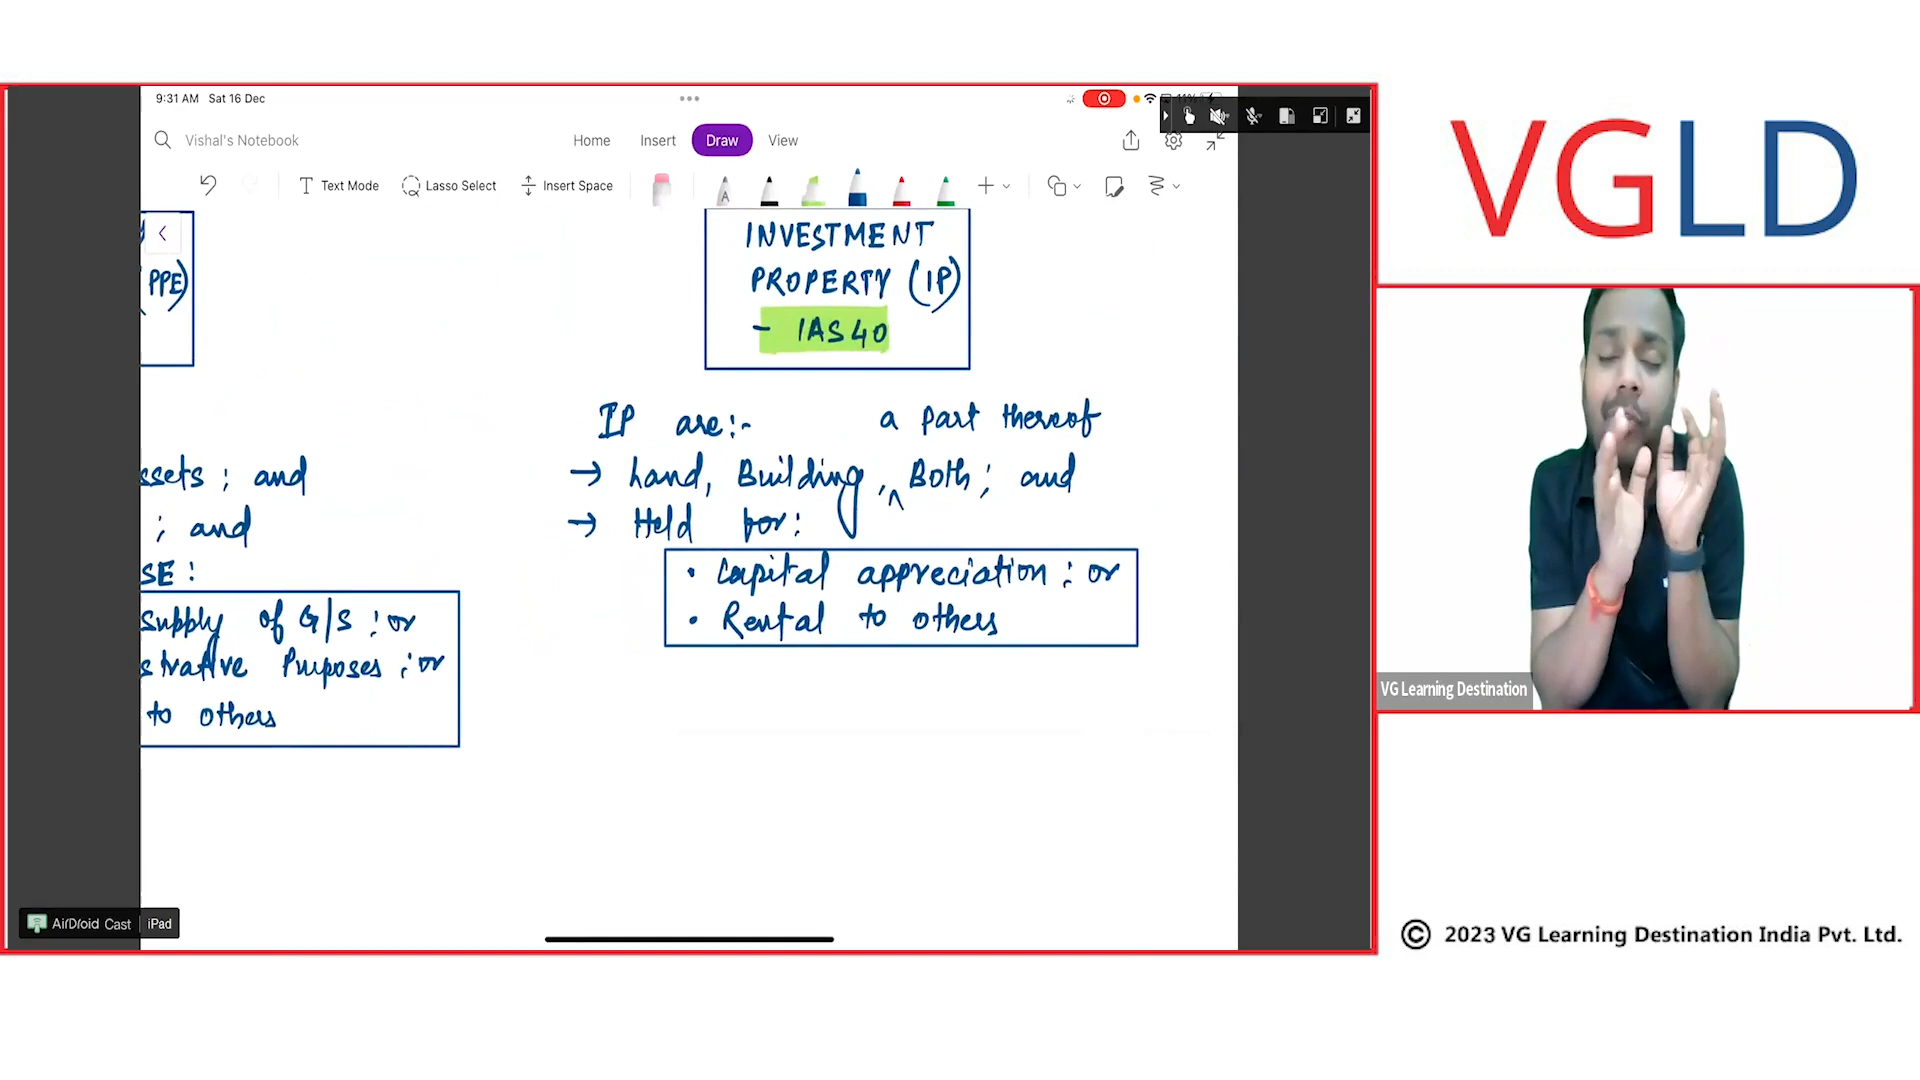 9:31 AM Sat 16 Dec
Vishal's Notebook
Home Insert Draw View
Text Mode Lasso Select Insert Space
A
PPE)
INVESTMENT
PROPERTY (IP)
- IAS 40
ssets ; and
; and
SE :
Supply of G/S ; or
strative Purposes ; or
to others
IP are:-
a part thereof
→ Land, Building, ^ Both; and
→ Held for:
• Capital appreciation ; or
• Rental to others
AirDroid Cast iPad
VGLD
VG Learning Destination
© 2023 VG Learning Destination India Pvt. Ltd.